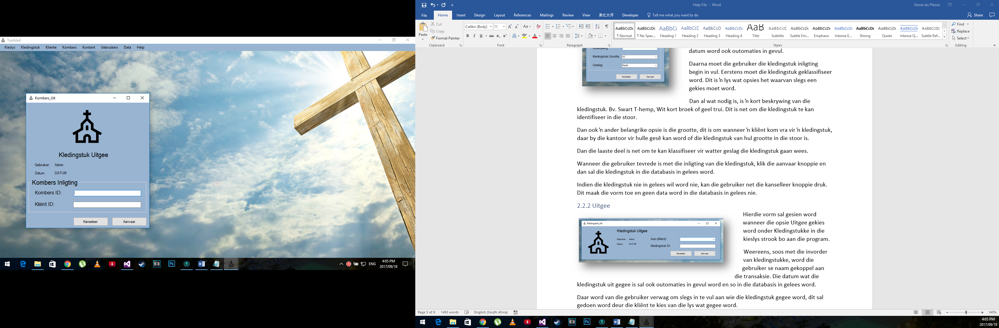 Tuisblad
Kieslys Kledingstuk Kliente Kombers Kontant Gebruikers Data Help
Kombers_Uit
Kledingstuk Uitgee
Gebruiker: Admin
Datum: DATUM
Kombers Inligting
Kombers ID:
Kliënt ID:
Kanseleer Aanvaar
ENG
4:05 PM
2017/09/18
Help File - Word
Gerrie du Plessis
File Home Insert Design Layout References Mailings Review View 美化大师 Developer Tell me what you want to do Share
Paste
Cut
Copy
Format Painter
Clipboard
Calibri (Body) 11
Font
Paragraph
AaBbCcDc AaBbCcDc AaBbCc AaBbCcE AaBbCcDc AaBbCcDc AaB AaBbCcD AaBbCcDc AaBbCcDc AaBbCcDc AaBbCcDc AaBbCcDc AaBbCcDc AABBCCDE
¶ Normal ¶ No Spac... Heading 1 Heading 2 Heading 3 Heading 4 Title Subtitle Subtle Em... Emphasis Intense E... Strong Quote Intense Q... Subtle Ref...
Styles
Find
Replace
Select
Editing
Beskrywing:
Kledingstuk Grootte: XS
Geslag: Manlik
Kanseleer Aanvaar
datum word ook outomaties in gevul.
Daarna moet die gebruiker die kledingstuk inligting
begin in vul. Eerstens moet die kledingstuk geklassifiseer
word. Dit is ŉ lys wat opsies het waarvan slegs een
gekies moet word.
Dan al wat nodig is, is ŉ kort beskrywing van die
kledingstuk. Bv. Swart T-hemp, Wit kort broek of geel trui. Dit is net om die kledingstuk te kan
identifiseer in die stoor.
Dan ook ŉ ander belangrike opsie is die grootte, dit is om wanneer ŉ kliënt kom vra vir ŉ kledingstuk,
daar by die kantoor vir hulle gesê kan word of die kledingstuk van hul grootte in die stoor is.
Dan die laaste deel is net om te kan klassifiseer vir watter geslag die kledingstuk gaan wees.
Wanneer die gebruiker tevrede is met die inligting van die kledingstuk, klik die aanvaar knoppie en
dan sal die kledingstuk in die databasis in gelees word.
Indien die kledingstuk nie in gelees wil word nie, kan die gebruiker net die kanselleer knoppie druk.
Dit maak die vorm toe en geen data word in die databasis in gelees nie.
2.2.2 Uitgee
Kledingstuk_Uit
Kledingstuk Uitgee
Gebruiker: Admin
Datum: DATUM
Aan (Kliënt):
Kledingstuk ID:
Kanseleer Aanvaar
Hierdie vorm sal gesien word
wanneer die opsie Uitgee gekies
word onder Kledingstukke in die
kieslys strook bo aan die program.
Weereens, soos met die invorder
van kledingstukke, word die
gebruiker se naam gekoppel aan
die transaksie. Die datum wat die
kledingstuk uit gegee is sal ook outomaties in gevul word en so in die databasis in gelees word.
Daar word van die gebruiker verwag om slegs in te vul aan wie die kledingstuk gegee word, dit sal
gedoen word deur die kliënt te kies van die lys wat gegee word.
Page 5 of 9 1493 words English (South Africa) 140%
4:05 PM
2017/09/18